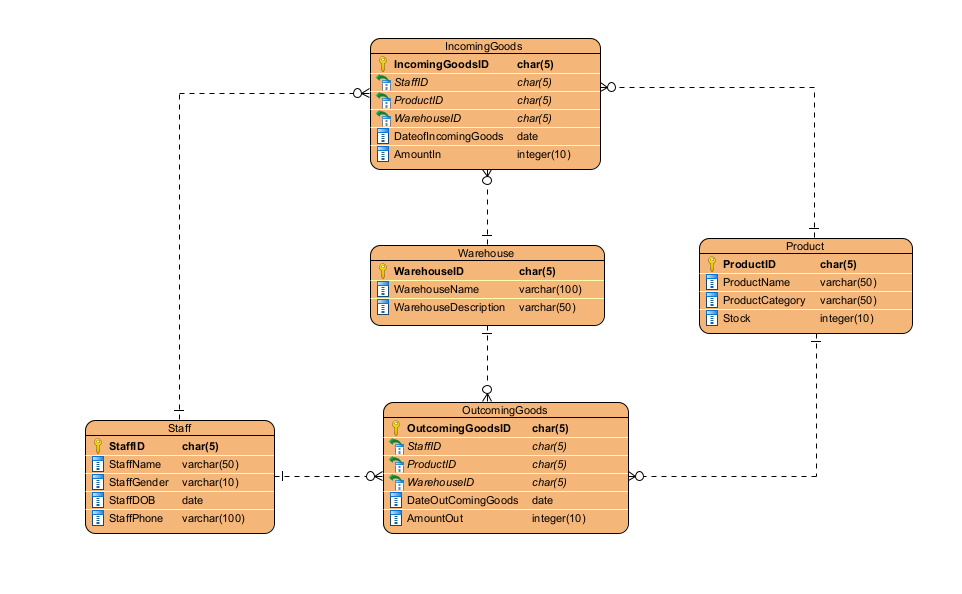 IncomingGoods
IncomingGoodsID char(5)
StaffID char(5)
ProductID char(5)
WarehouseID char(5)
DateofIncomingGoods date
AmountIn integer(10)
Warehouse
WarehouseID char(5)
WarehouseName varchar(100)
WarehouseDescription varchar(50)
Product
ProductID char(5)
ProductName varchar(50)
ProductCategory varchar(50)
Stock integer(10)
Staff
StaffID char(5)
StaffName varchar(50)
StaffGender varchar(10)
StaffDOB date
StaffPhone varchar(100)
OutcomingGoods
OutcomingGoodsID char(5)
StaffID char(5)
ProductID char(5)
WarehouseID char(5)
DateOutComingGoods date
AmountOut integer(10)